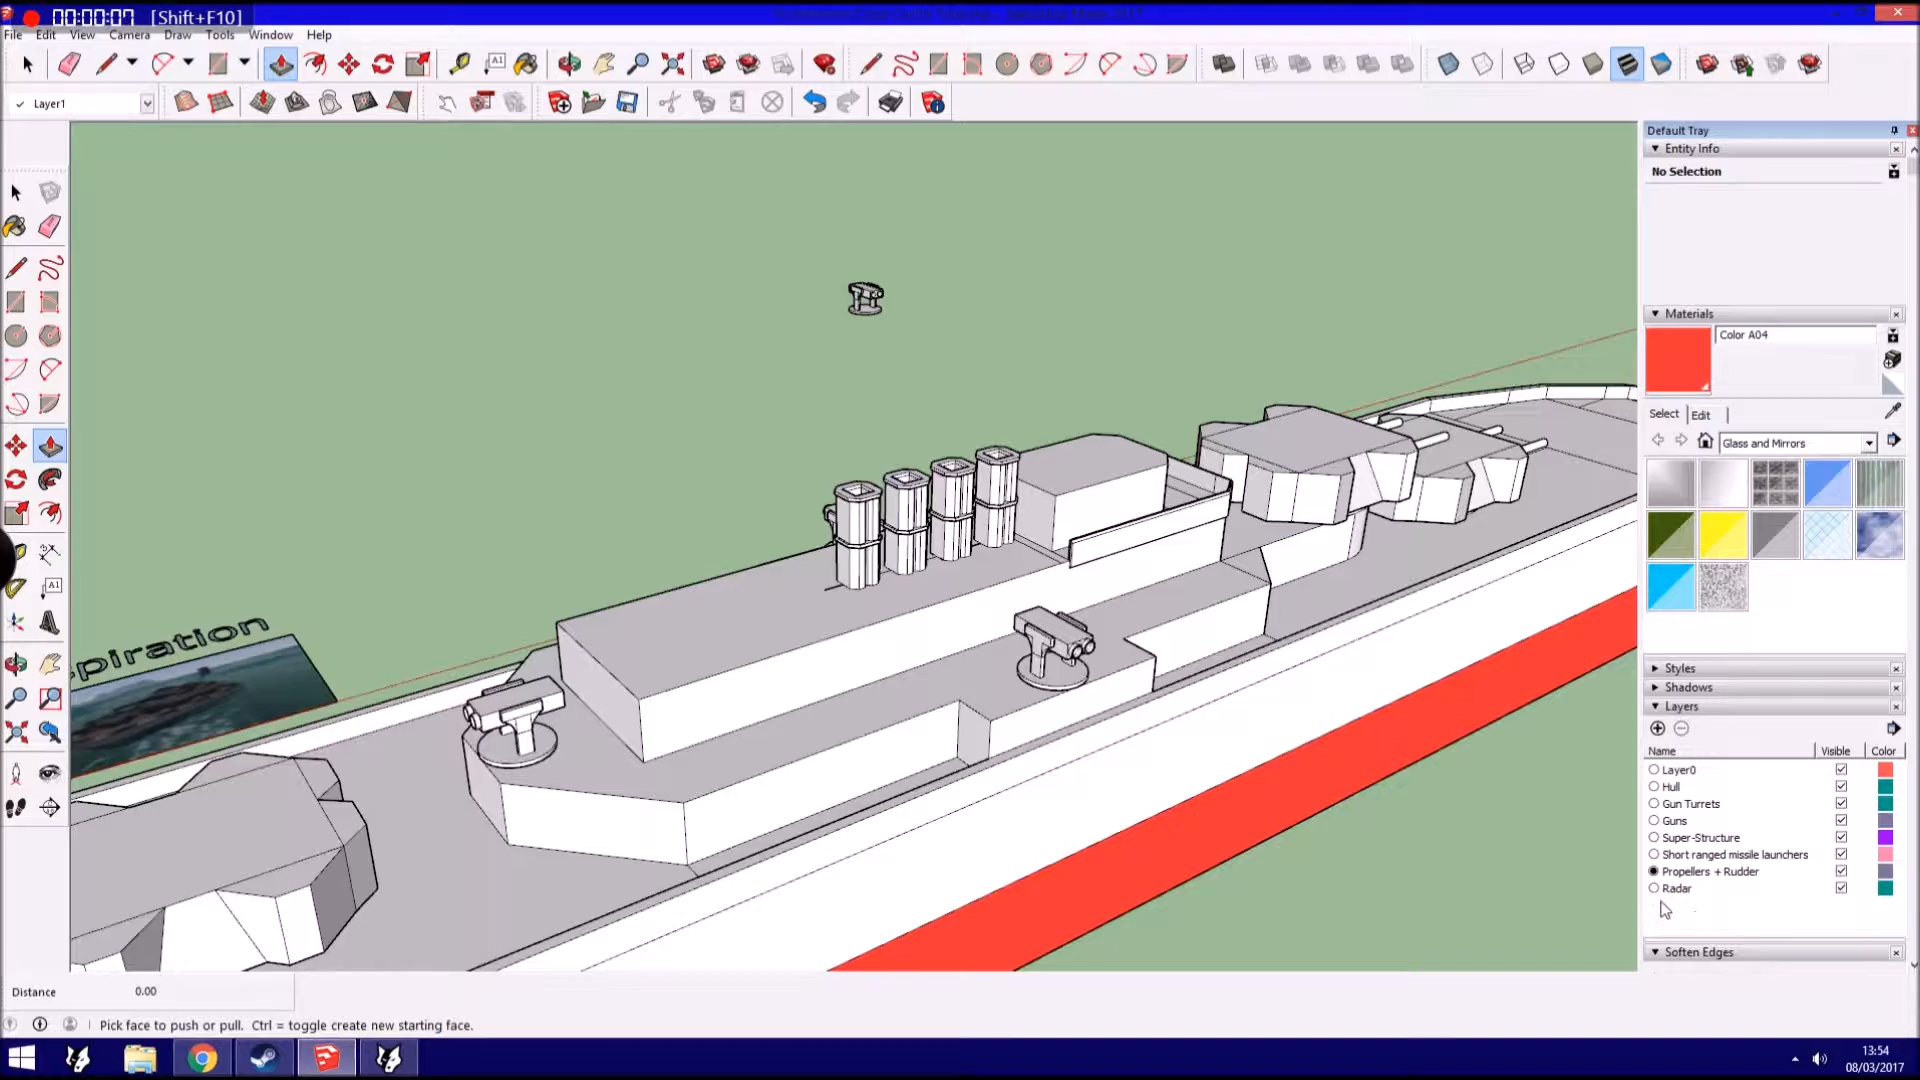 00:00:07 [Shift+F10]
File Edit View Camera Draw Tools Window Help
A1
Layer1
Default Tray
Entity Info
No Selection
Materials
Color A04
Select Edit
Glass and Mirrors
A1
piration
Styles
Shadows
Layers
Name Visible Color
Layer0
Hull
Gun Turrets
Guns
Super-Structure
Short ranged missile launchers
Propellers + Rudder
Radar
Soften Edges
Distance 0.00
Pick face to push or pull. Ctrl = toggle create new starting face.
13:54
08/03/2017